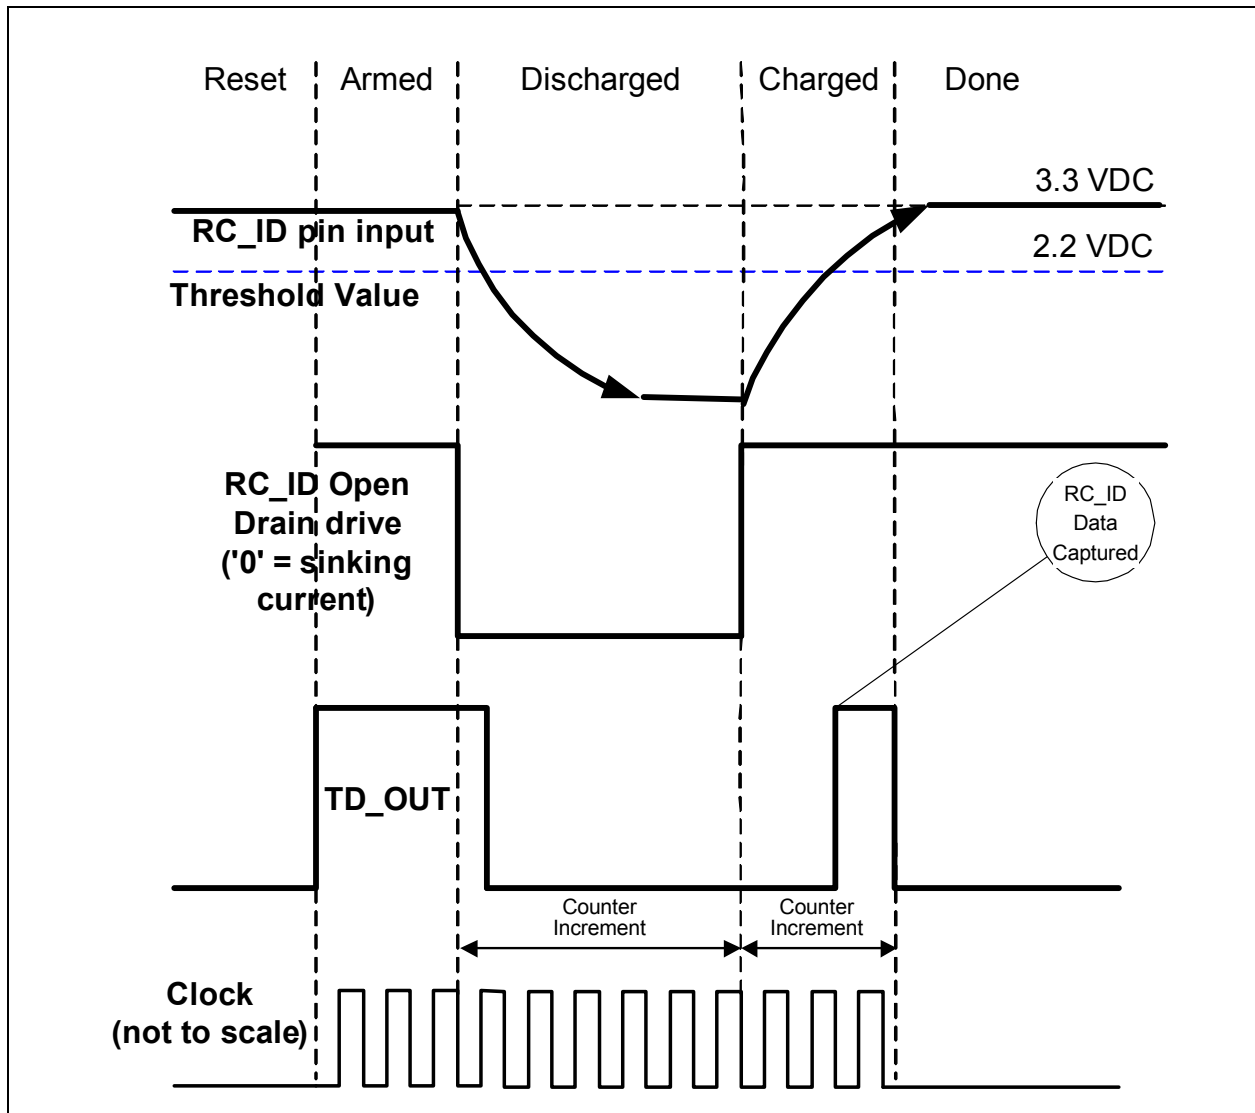 Reset Armed Discharged Charged Done
3.3 VDC
RC_ID pin input
2.2 VDC
Threshold Value
RC_ID Open
Drain drive
('0' = sinking
current)
RC_ID
Data
Captured
TD_OUT
Counter
Increment
Counter
Increment
Clock
(not to scale)